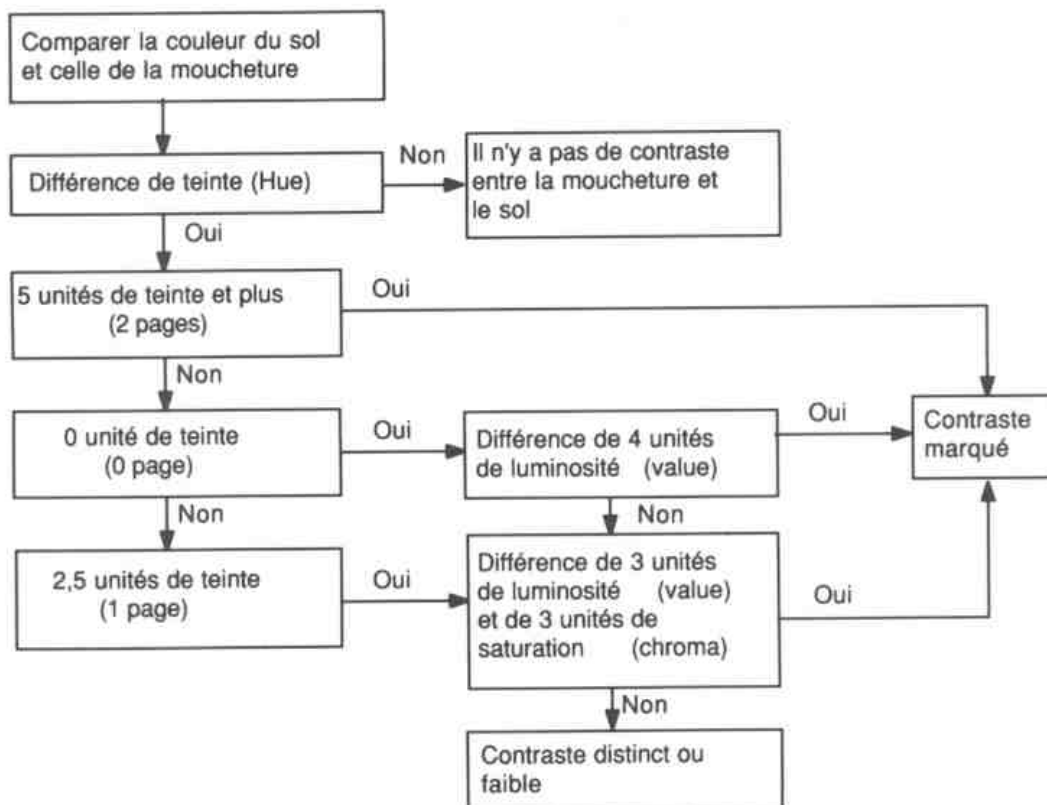 Comparer la couleur du sol
et celle de la moucheture
Différence de teinte (Hue)
Non
Il n'y a pas de contraste
entre la moucheture et
le sol
Oui
5 unités de teinte et plus
(2 pages)
Oui
Non
0 unité de teinte
(0 page)
Oui
Différence de 4 unités
de luminosité (value)
Oui
Contraste
marqué
Non
Non
2,5 unités de teinte
(1 page)
Oui
Différence de 3 unités
de luminosité (value)
et de 3 unités de
saturation (chroma)
Oui
Non
Contraste distinct ou
faible